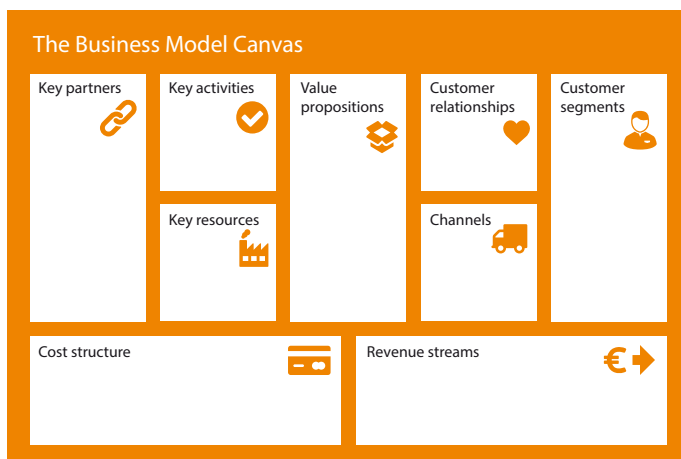 The Business Model Canvas
Key partners
Key activities
Value
propositions
Customer
relationships
Customer
segments
Key resources
Channels
Cost structure
Revenue streams
€